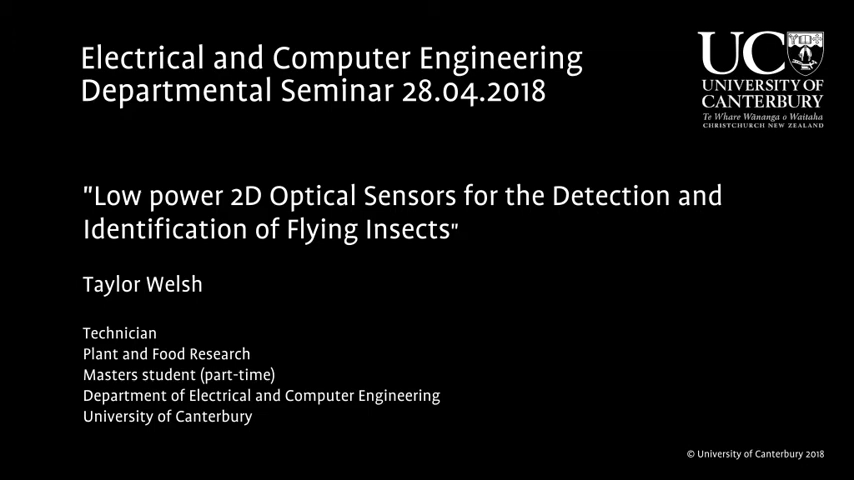 Electrical and Computer Engineering
Departmental Seminar 28.04.2018
UC
UNIVERSITY OF
CANTERBURY
Te Whare Wānanga o Waitaha
CHRISTCHURCH NEW ZEALAND
"Low power 2D Optical Sensors for the Detection and
Identification of Flying Insects"
Taylor Welsh
Technician
Plant and Food Research
Masters student (part-time)
Department of Electrical and Computer Engineering
University of Canterbury
© University of Canterbury 2018